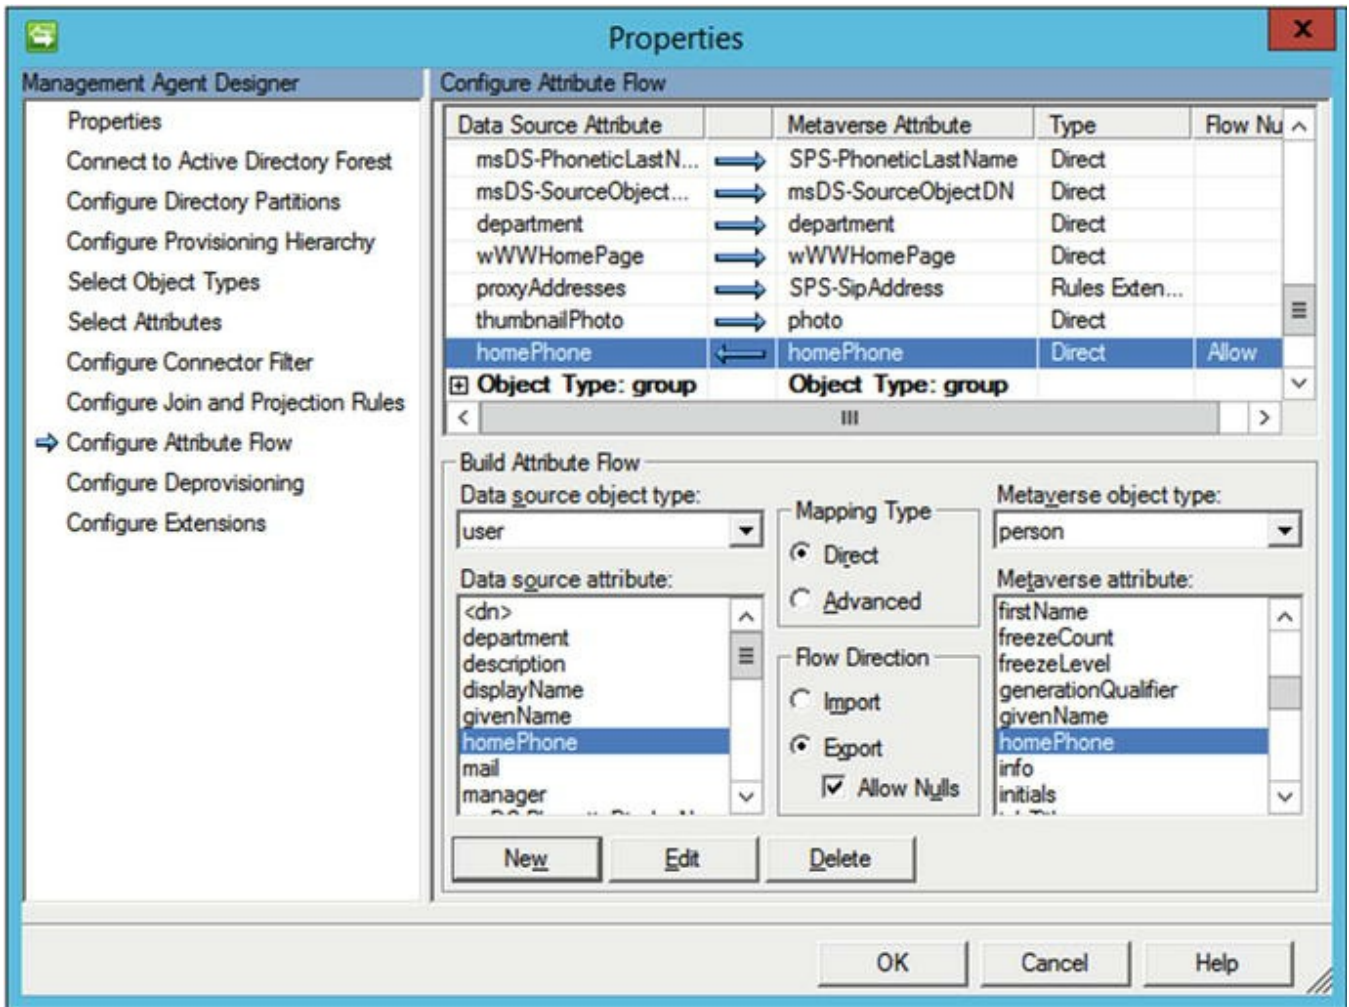 Properties
X
Management Agent Designer
Properties
Connect to Active Directory Forest
Configure Directory Partitions
Configure Provisioning Hierarchy
Select Object Types
Select Attributes
Configure Connector Filter
Configure Join and Projection Rules
Configure Attribute Flow
Configure Deprovisioning
Configure Extensions
Configure Attribute Flow
Data Source Attribute Metaverse Attribute Type Flow Nu
msDS-PhoneticLastN... SPS-PhoneticLastName Direct
msDS-SourceObject... msDS-SourceObjectDN Direct
department department Direct
wWWHomePage wWWHomePage Direct
proxyAddresses SPS-SipAddress Rules Exten...
thumbnailPhoto photo Direct
homePhone homePhone Direct Allow
Object Type: group Object Type: group
Build Attribute Flow
Data source object type:
user
Data source attribute:
<dn>
department
description
displayName
givenName
homePhone
mail
manager
Mapping Type
Direct
Advanced
Flow Direction
Import
Export
Allow Nulls
Metaverse object type:
person
Metaverse attribute:
firstName
freezeCount
freezeLevel
generationQualifier
givenName
homePhone
info
initials
New Edit Delete
OK Cancel Help